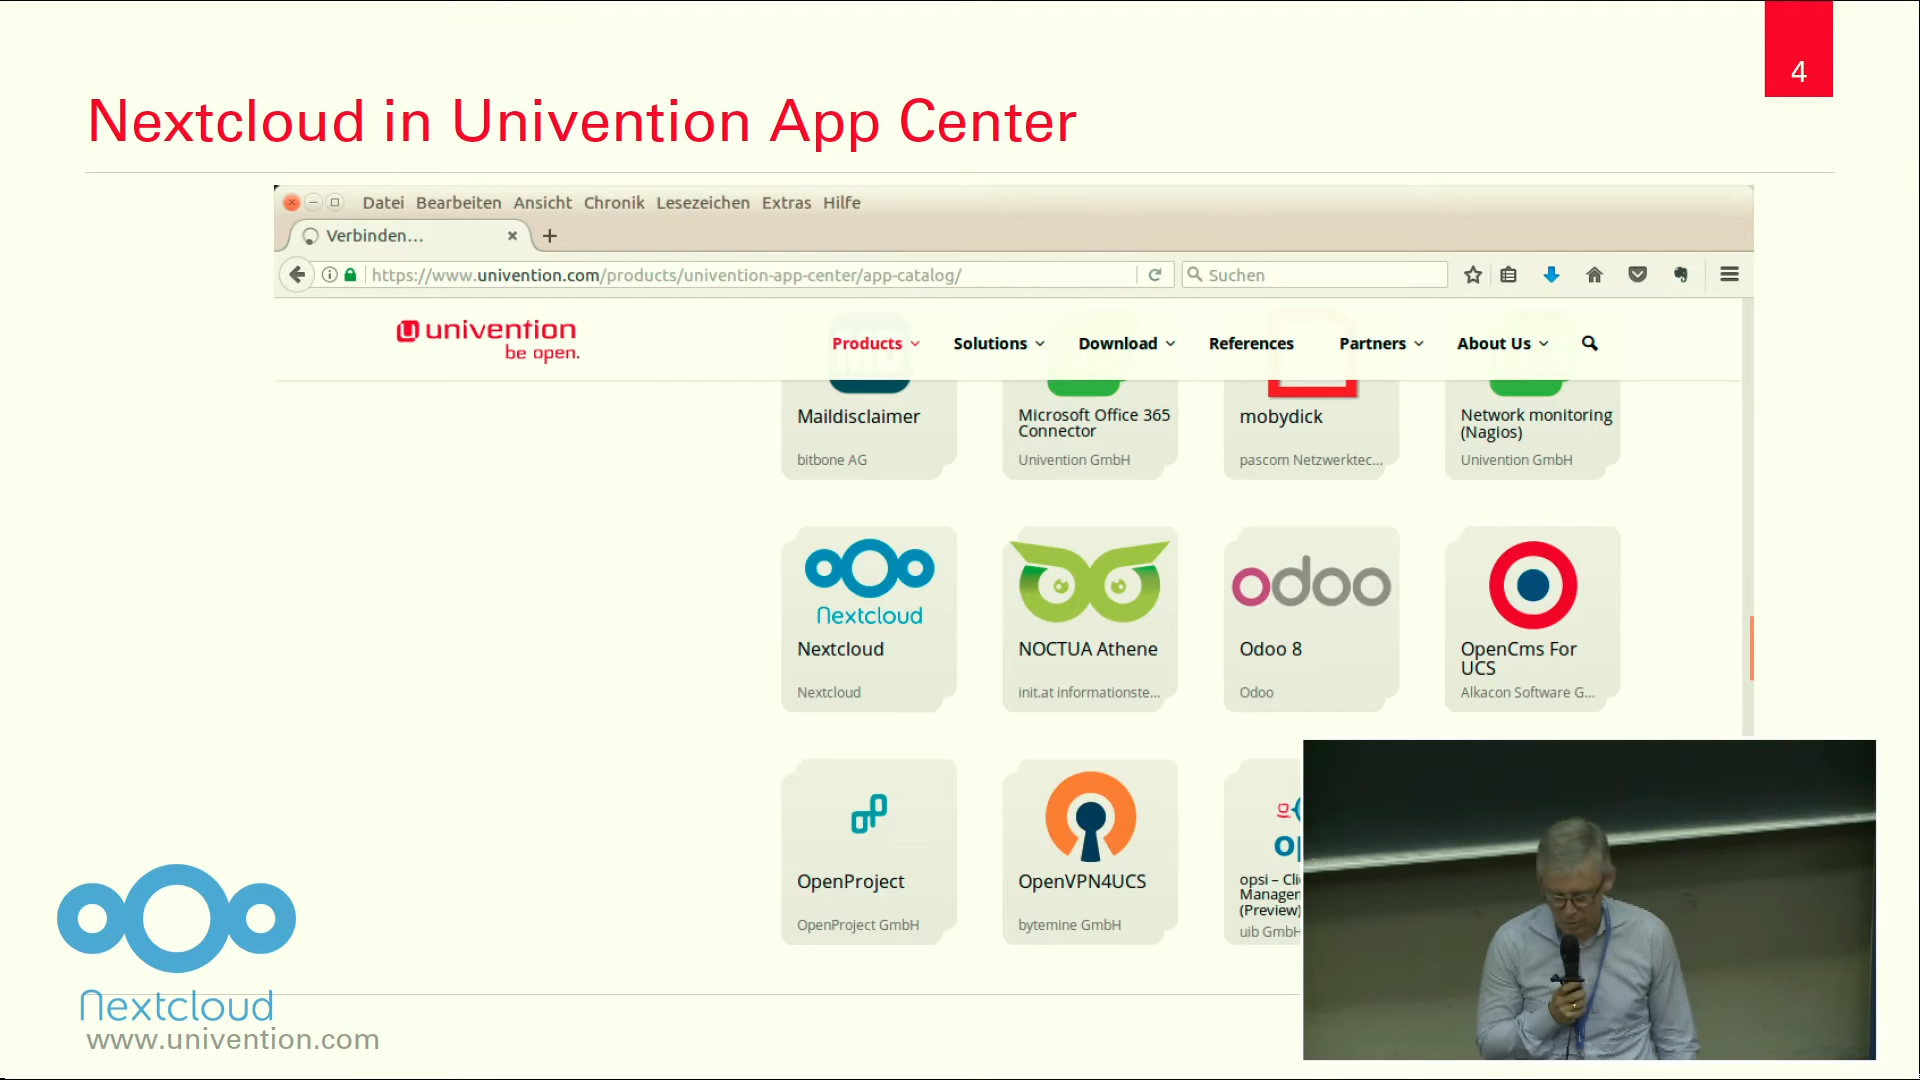 4
Nextcloud in Univention App Center
Datei Bearbeiten Ansicht Chronik Lesezeichen Extras Hilfe
Verbinden...
https://www.univention.com/products/univention-app-center/app-catalog/
Suchen
univention
be open.
Products Solutions Download References Partners About Us
Maildisclaimer
bitbone AG
Microsoft Office 365
Connector
Univention GmbH
mobydick
pascom Netzwerktec...
Network monitoring
(Nagios)
Univention GmbH
Nextcloud
Nextcloud
Nextcloud
NOCTUA Athene
init.at informationste...
odoo
Odoo 8
Odoo
OpenCms For
UCS
Alkacon Software G...
OpenProject
OpenProject GmbH
OpenVPN4UCS
bytemine GmbH
opsi –
(Preview)
uib
Nextcloud
www.univention.com